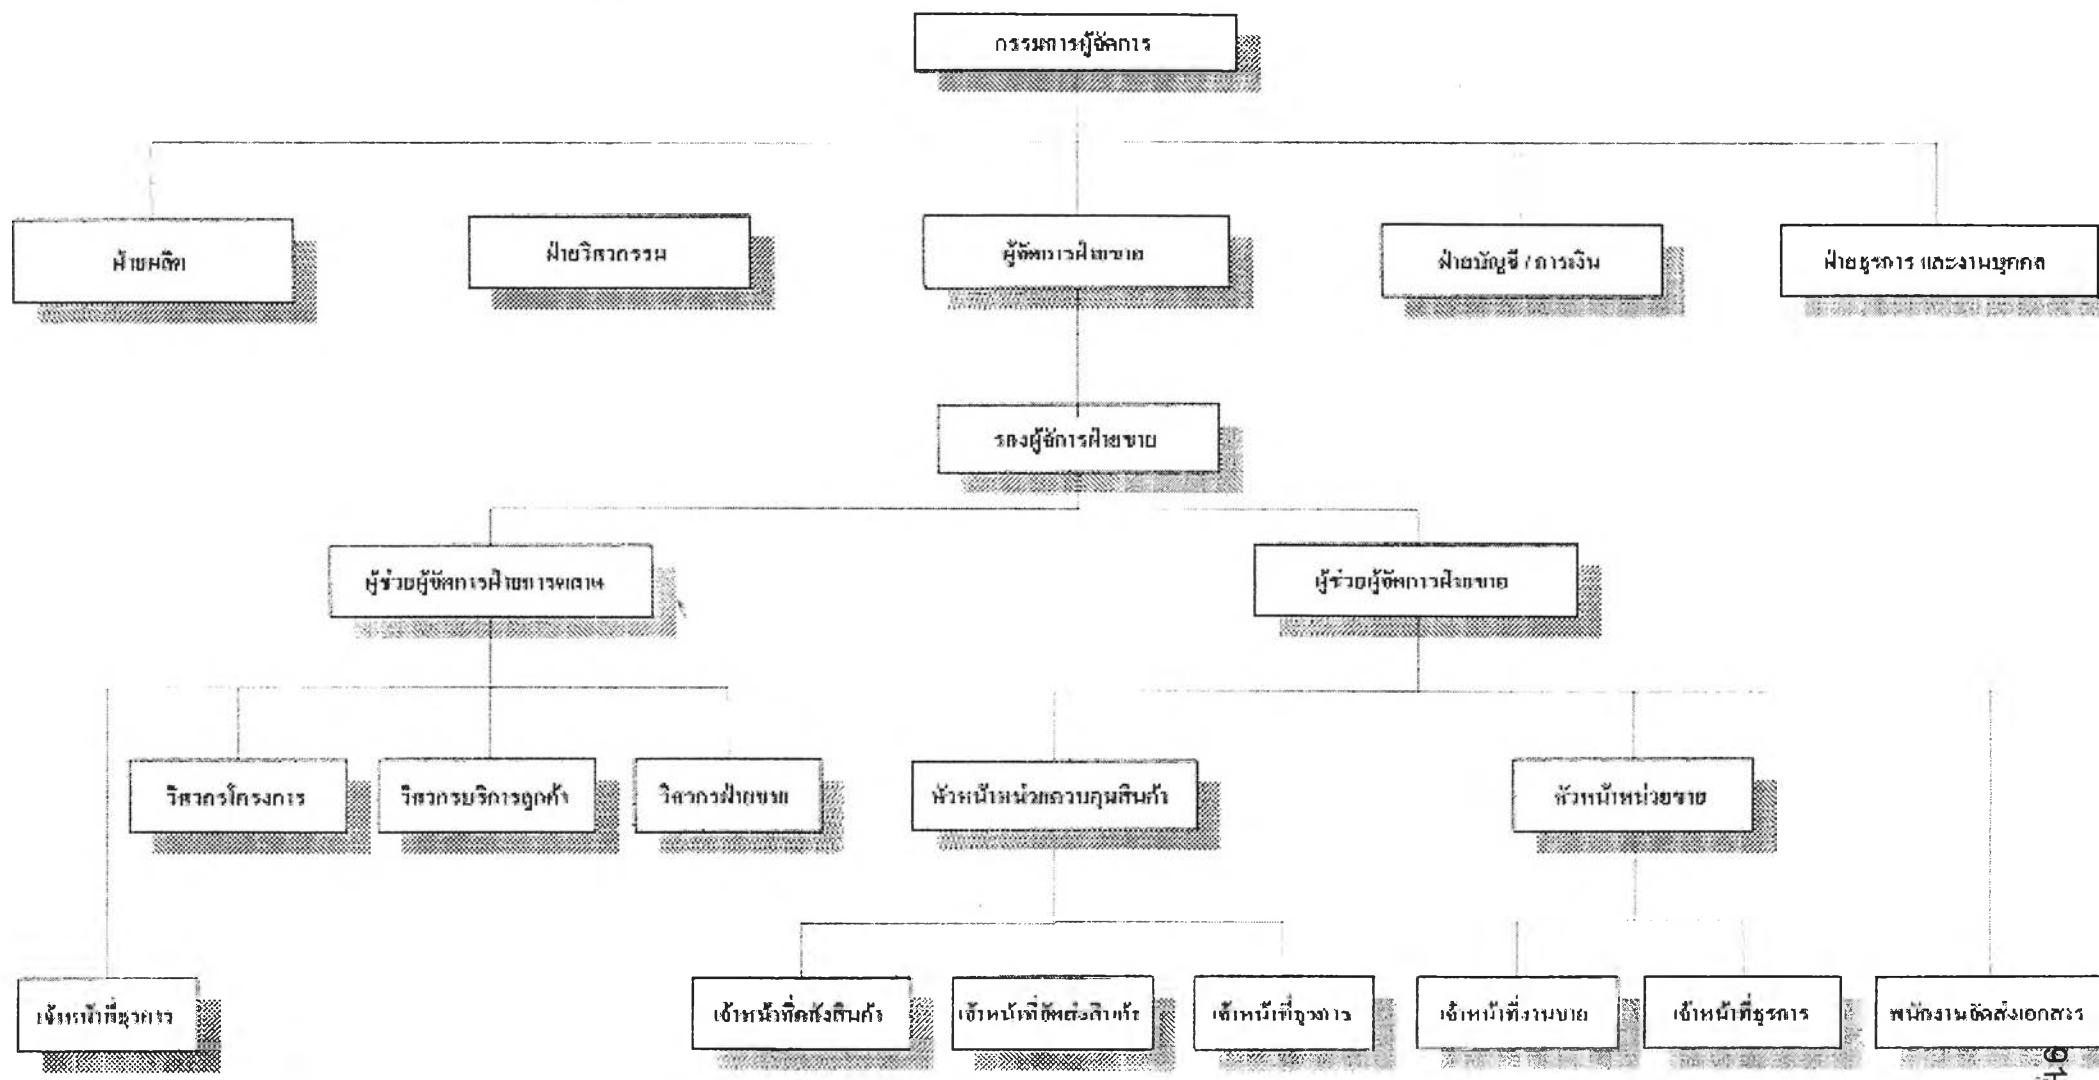 กรรมการผู้จัดการ
ฝ่ายผลิต
ฝ่ายวิศวกรรม
ผู้จัดการฝ่ายขาย
ฝ่ายบัญชี / การเงิน
ฝ่ายธุรการ และงานบุคคล
รองผู้จัการฝ่ายขาย
ผู้ช่วยผู้จัดการฝ่ายการตลาด
ผู้ช่วยผู้จัดการฝ่ายขาย
วิศวกรโครงการ
วิศวกรบริการลูกค้า
วิศวกรฝ่ายขาย
หัวหน้าหน่วยควบคุมสินค้า
หัวหน้าหน่วยขาย
เจ้าหน้าที่ธุรการ
เจ้าหน้าที่คลังสินค้า
เจ้าหน้าที่จัดส่งสินค้า
เจ้าหน้าที่ธุรการ
เจ้าหน้าที่งานขาย
เจ้าหน้าที่ธุรการ
พนักงานจัดส่งเอกสาร
91